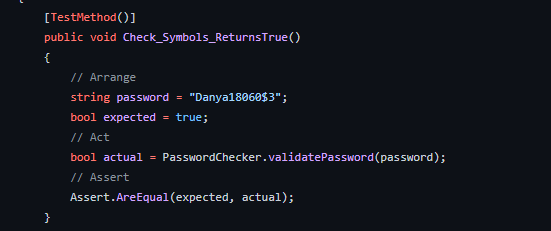 {
[TestMethod()]
public void Check_Symbols_ReturnsTrue()
{
// Arrange
string password = "Danya18060$3";
bool expected = true;
// Act
bool actual = PasswordChecker.validatePassword(password);
// Assert
Assert.AreEqual(expected, actual);
}